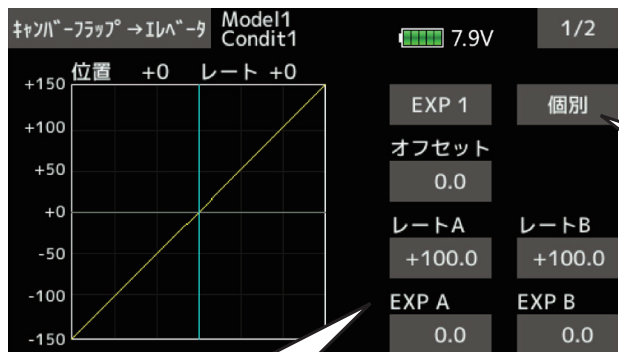 ｷｬﾝﾊﾞｰﾌﾗｯﾌﾟ→ｴﾚﾍﾞｰﾀ
Model1
Condit1
7.9V
1/2
位置 +0 レート +0
+150
+100
+50
+0
-50
-100
-150
EXP 1
個別
オフセット
0.0
レートA
レートB
+100.0
+100.0
EXP A
EXP B
0.0
0.0